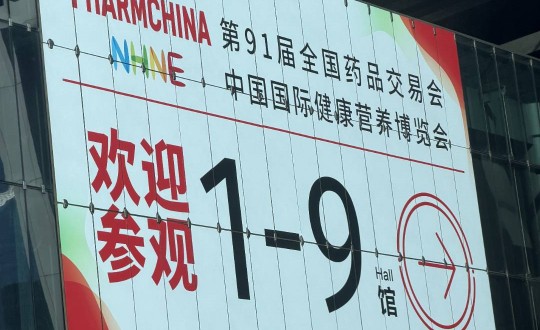 PHARMCHINA
NHNE
第91届全国药品交易会
中国国际健康营养博览会
欢迎
参观
1-9
Hall
馆